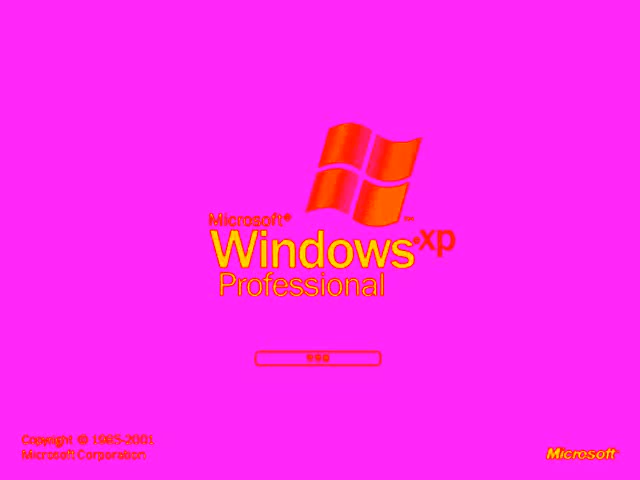 Microsoft®
Windows xp
Professional
Copyright © 1985-2001
Microsoft Corporation
Microsoft